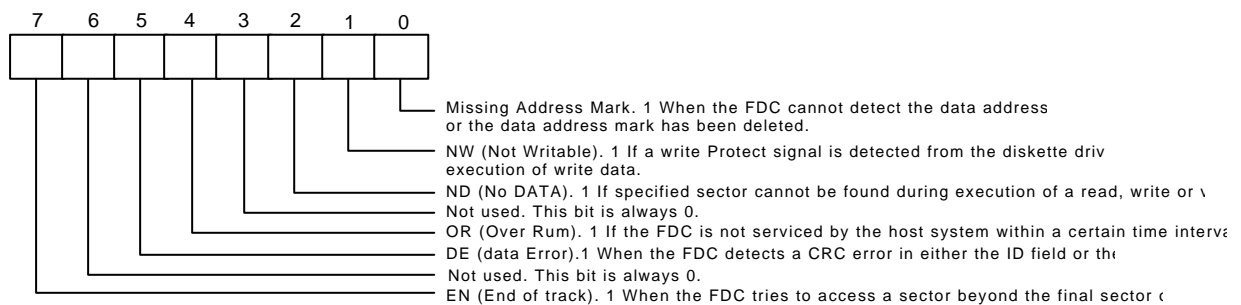 7 6 5 4 3 2 1 0
Missing Address Mark. 1 When the FDC cannot detect the data address
or the data address mark has been deleted.
NW (Not Writable). 1 If a write Protect signal is detected from the diskette driv
execution of write data.
ND (No DATA). 1 If specified sector cannot be found during execution of a read, write or
Not used. This bit is always 0.
OR (Over Rum). 1 If the FDC is not serviced by the host system within a certain time interva
DE (data Error).1 When the FDC detects a CRC error in either the ID field or the
Not used. This bit is always 0.
EN (End of track). 1 When the FDC tries to access a sector beyond the final sector